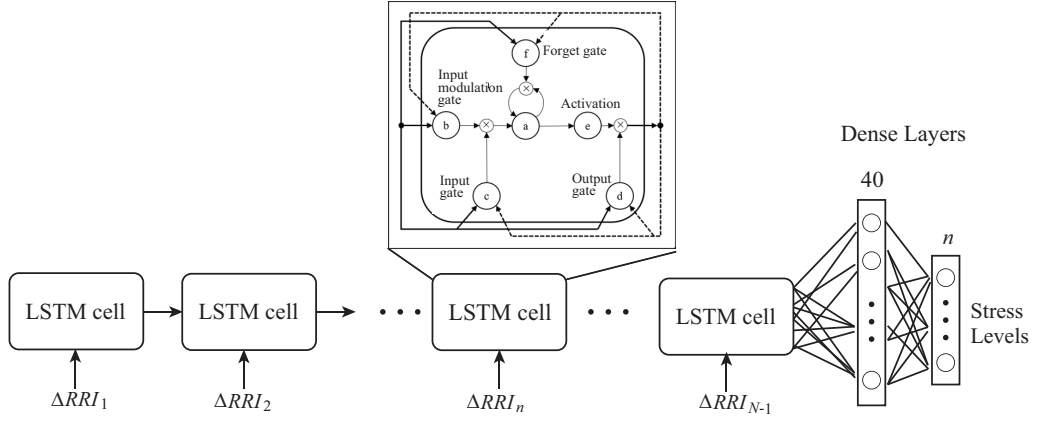 f Forget gate
Input
modulation
gate
×
Activation
b × a e ×
Input
gate
c
Output
gate
d
Dense Layers
40
n
LSTM cell LSTM cell • • • LSTM cell • • • LSTM cell
Stress
Levels
ΔRRI1 ΔRRI2 ΔRRIn ΔRRIN-1